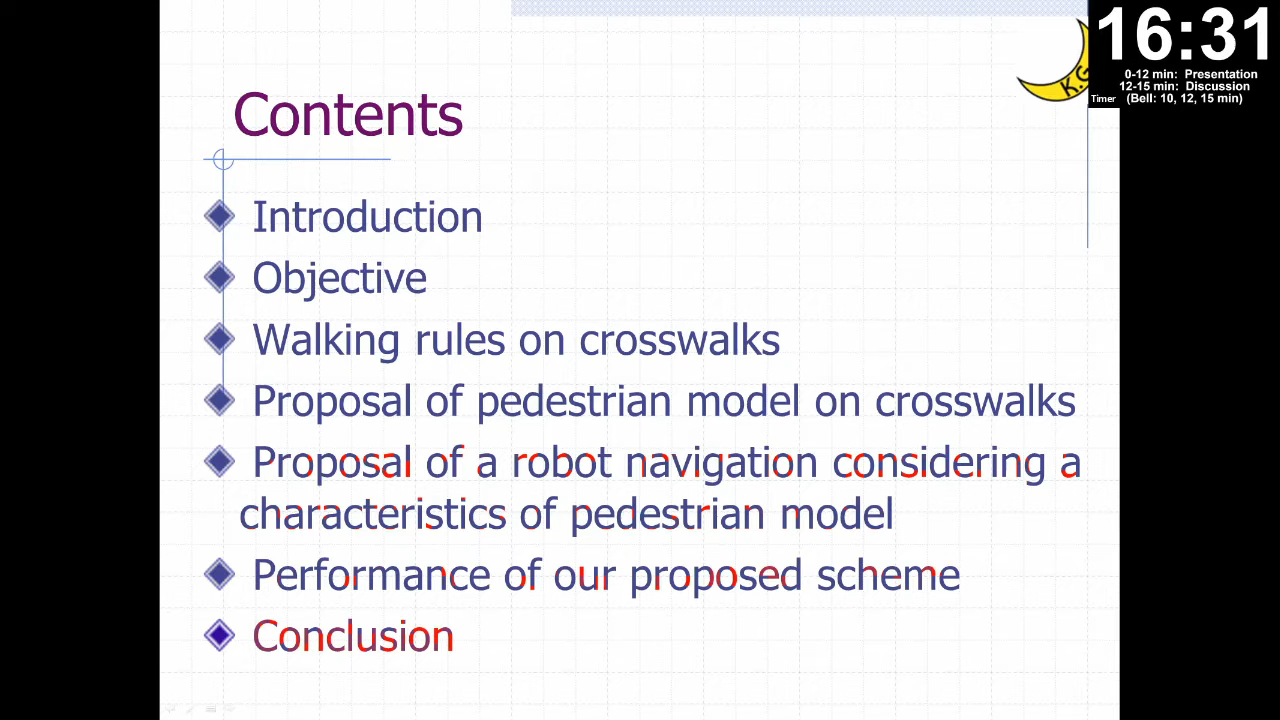 16:31
0-12 min: Presentation
12-15 min: Discussion
Timer (Bell: 10, 12, 15 min)
K.G
Contents
Introduction
Objective
Walking rules on crosswalks
Proposal of pedestrian model on crosswalks
Proposal of a robot navigation considering a
characteristics of pedestrian model
Performance of our proposed scheme
Conclusion